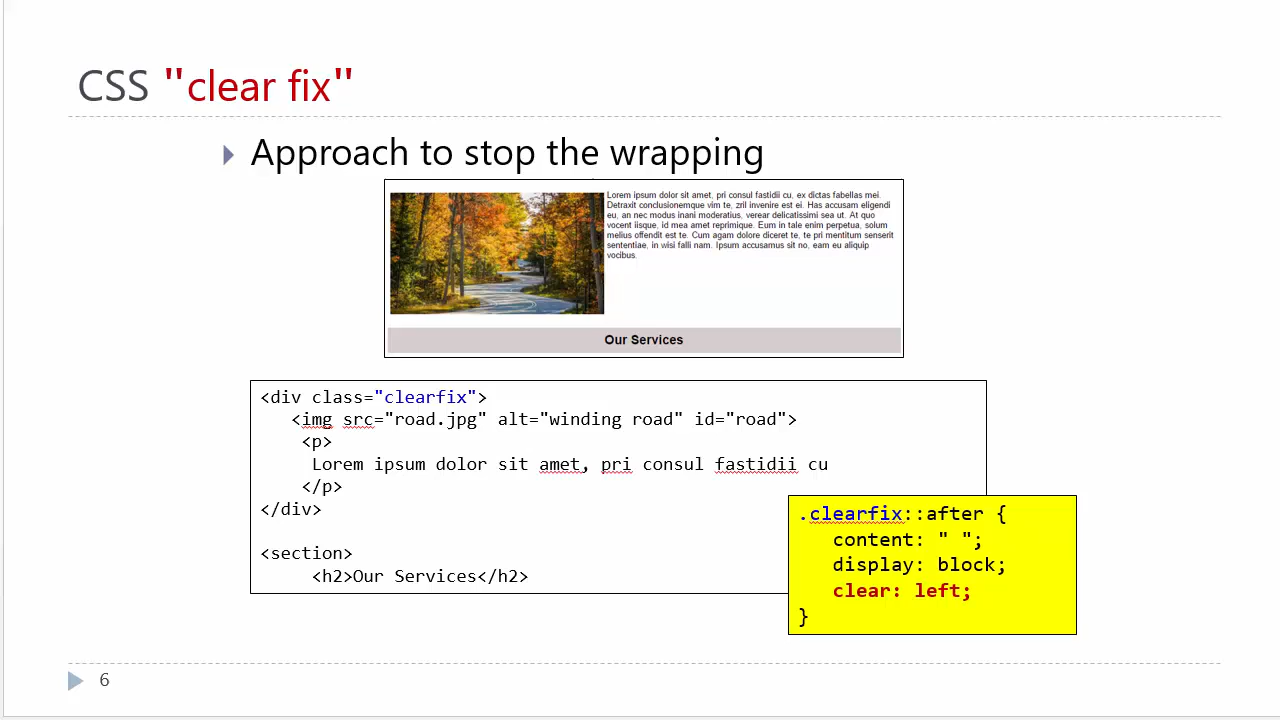 CSS "clear fix"
Approach to stop the wrapping
Lorem ipsum dolor sit amet, pri consul fastidii cu, ex dictas fabellas mei.
Detraxit conclusionemque vim te, zril invenire est ei. Has accusam eligendi
eu, an nec modus inani moderatius, verear delicatissimi sea ut. At quo
vocent iisque, id mea amet reprimique. Eum in tale enim perpetua, solum
melius offendit est te. Cum agam dolore diceret te, te pri mentitum senserit
sententiae, in wisi falli nam. Ipsum accusamus sit no, eam eu aliquip
vocibus.
Our Services
<div class="clearfix">
<img src="road.jpg" alt="winding road" id="road">
<p>
Lorem ipsum dolor sit amet, pri consul fastidii cu
</p>
</div>
<section>
<h2>Our Services</h2>
.clearfix::after {
content: " ";
display: block;
clear: left;
}
6